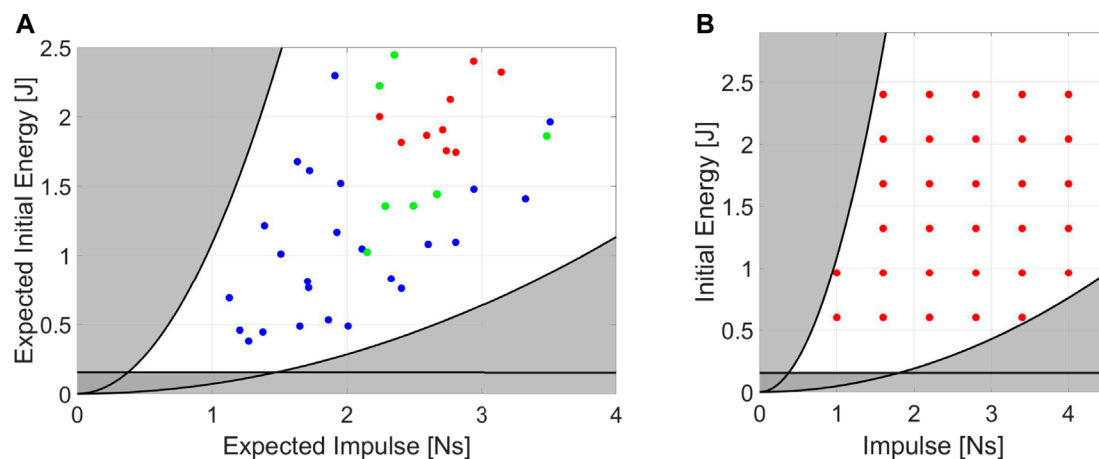 A
Expected Initial Energy [J]
2.5
2
1.5
1
0.5
0
0 1 2 3 4
Expected Impulse [Ns]
B
Initial Energy [J]
2.5
2
1.5
1
0.5
0
0 1 2 3 4
Impulse [Ns]